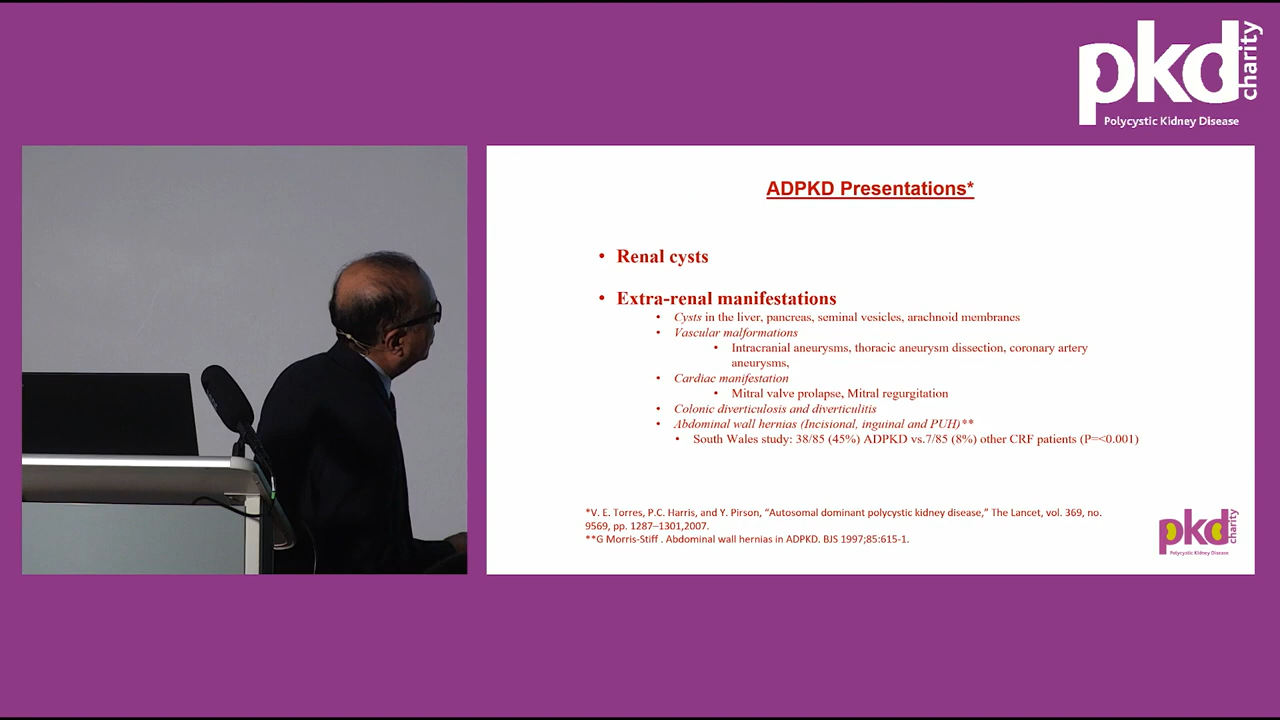 pkd charity
Polycystic Kidney Disease
ADPKD Presentations*
• Renal cysts
• Extra-renal manifestations
• Cysts in the liver, pancreas, seminal vesicles, arachnoid membranes
• Vascular malformations
• Intracranial aneurysms, thoracic aneurysm dissection, coronary artery
aneurysms,
• Cardiac manifestation
• Mitral valve prolapse, Mitral regurgitation
• Colonic diverticulosis and diverticulitis
• Abdominal wall hernias (Incisional, inguinal and PUH)**
• South Wales study: 38/85 (45%) ADPKD vs.7/85 (8%) other CRF patients (P=<0.001)
*V. E. Torres, P.C. Harris, and Y. Pirson, “Autosomal dominant polycystic kidney disease,” The Lancet, vol. 369, no.
9569, pp. 1287–1301,2007.
**G Morris-Stiff . Abdominal wall hernias in ADPKD. BJS 1997;85:615-1.
pkd charity
Polycystic Kidney Disease